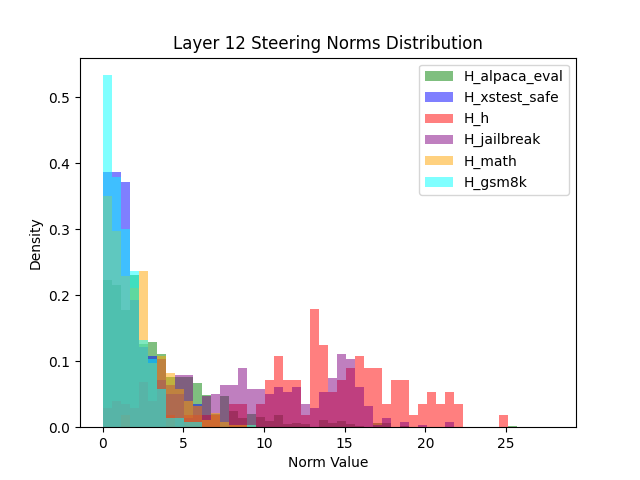 Layer 12 Steering Norms Distribution
H_alpaca_eval
H_xstest_safe
H_h
H_jailbreak
H_math
H_gsm8k
0.5
0.4
0.3
0.2
0.1
0.0
Density
0 5 10 15 20 25
Norm Value